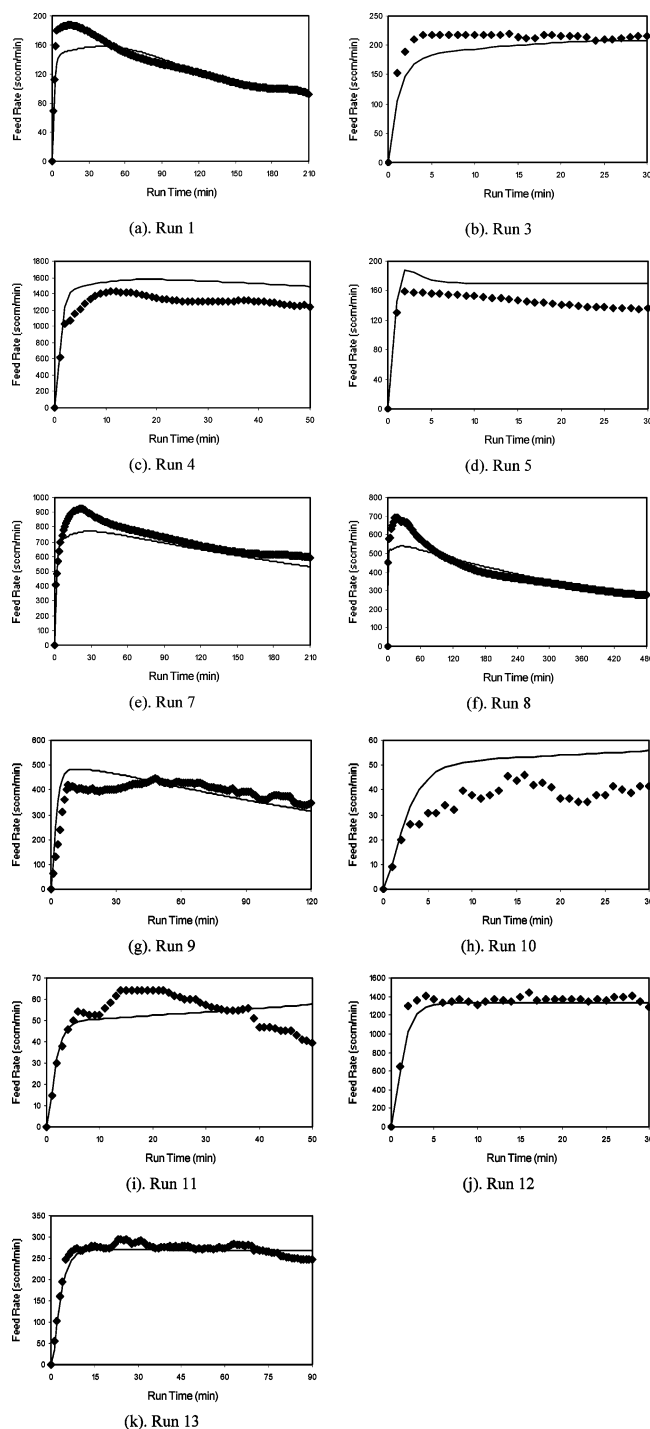 200
160
120
80
40
0
Feed Rate (sccm/min)
0 30 60 90 120 150 180 210
Run Time (min)
(a). Run 1
250
200
150
100
50
0
Feed Rate (sccm/min)
0 5 10 15 20 25 30
Run Time (min)
(b). Run 3
1800
1600
1400
1200
1000
800
600
400
200
0
Feed Rate (sccm/min)
0 10 20 30 40 50
Run Time (min)
(c). Run 4
200
160
120
80
40
0
Feed Rate (sccm/min)
0 5 10 15 20 25 30
Run Time (min)
(d). Run 5
1000
900
800
700
600
500
400
300
200
100
0
Feed Rate (sccm/min)
0 30 60 90 120 150 180 210
Run Time (min)
(e). Run 7
800
700
600
500
400
300
200
100
0
Feed Rate (sccm/min)
0 60 120 180 240 300 360 420 480
Run Time (min)
(f). Run 8
600
500
400
300
200
100
0
Feed Rate (sccm/min)
0 30 60 90 120
Run Time (min)
(g). Run 9
60
50
40
30
20
10
0
Feed Rate (sccm/min)
0 5 10 15 20 25 30
Run Time (min)
(h). Run 10
70
60
50
40
30
20
10
0
Feed Rate (sccm/min)
0 10 20 30 40 50
Run Time (min)
(i). Run 11
1600
1400
1200
1000
800
600
400
200
0
Feed Rate (sccm/min)
0 5 10 15 20 25 30
Run Time (min)
(j). Run 12
350
300
250
200
150
100
50
0
Feed Rate (sccm/min)
0 15 30 45 60 75 90
Run Time (min)
(k). Run 13